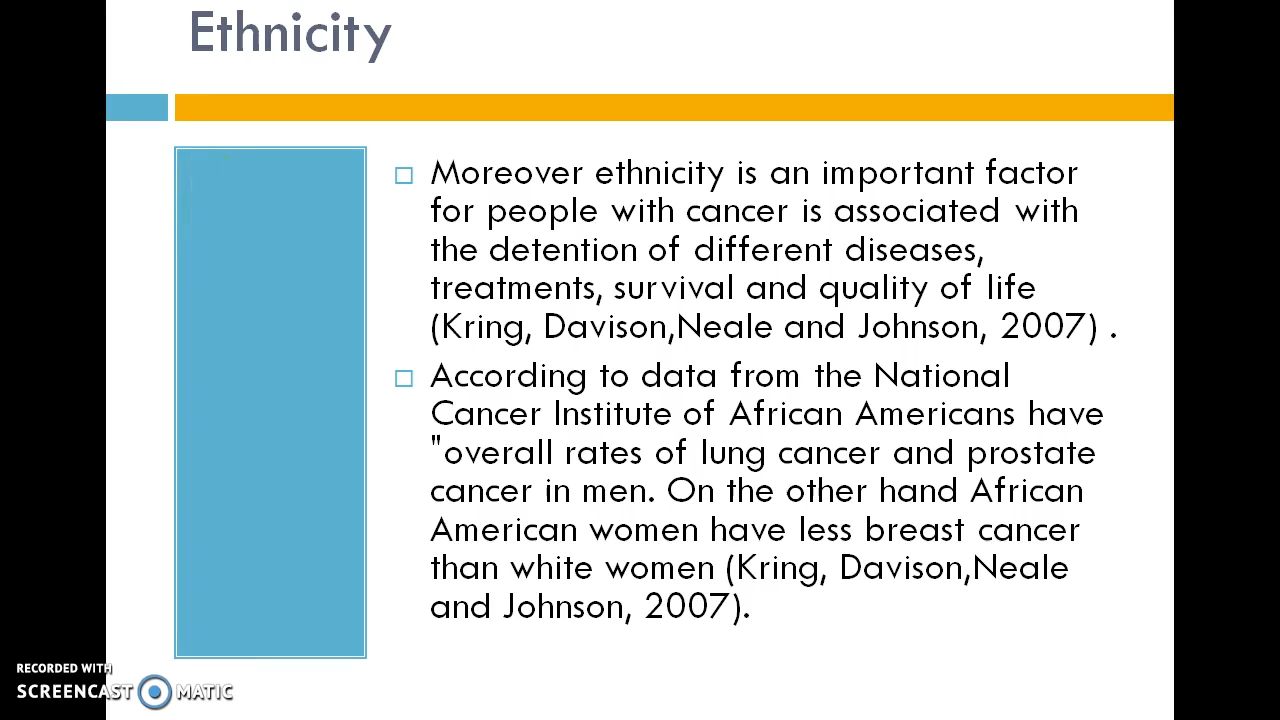 Ethnicity
Moreover ethnicity is an important factor
for people with cancer is associated with
the detention of different diseases,
treatments, survival and quality of life
(Kring, Davison,Neale and Johnson, 2007) .
According to data from the National
Cancer Institute of African Americans have
"overall rates of lung cancer and prostate
cancer in men. On the other hand African
American women have less breast cancer
than white women (Kring, Davison,Neale
and Johnson, 2007).
RECORDED WITH
SCREENCAST MATIC